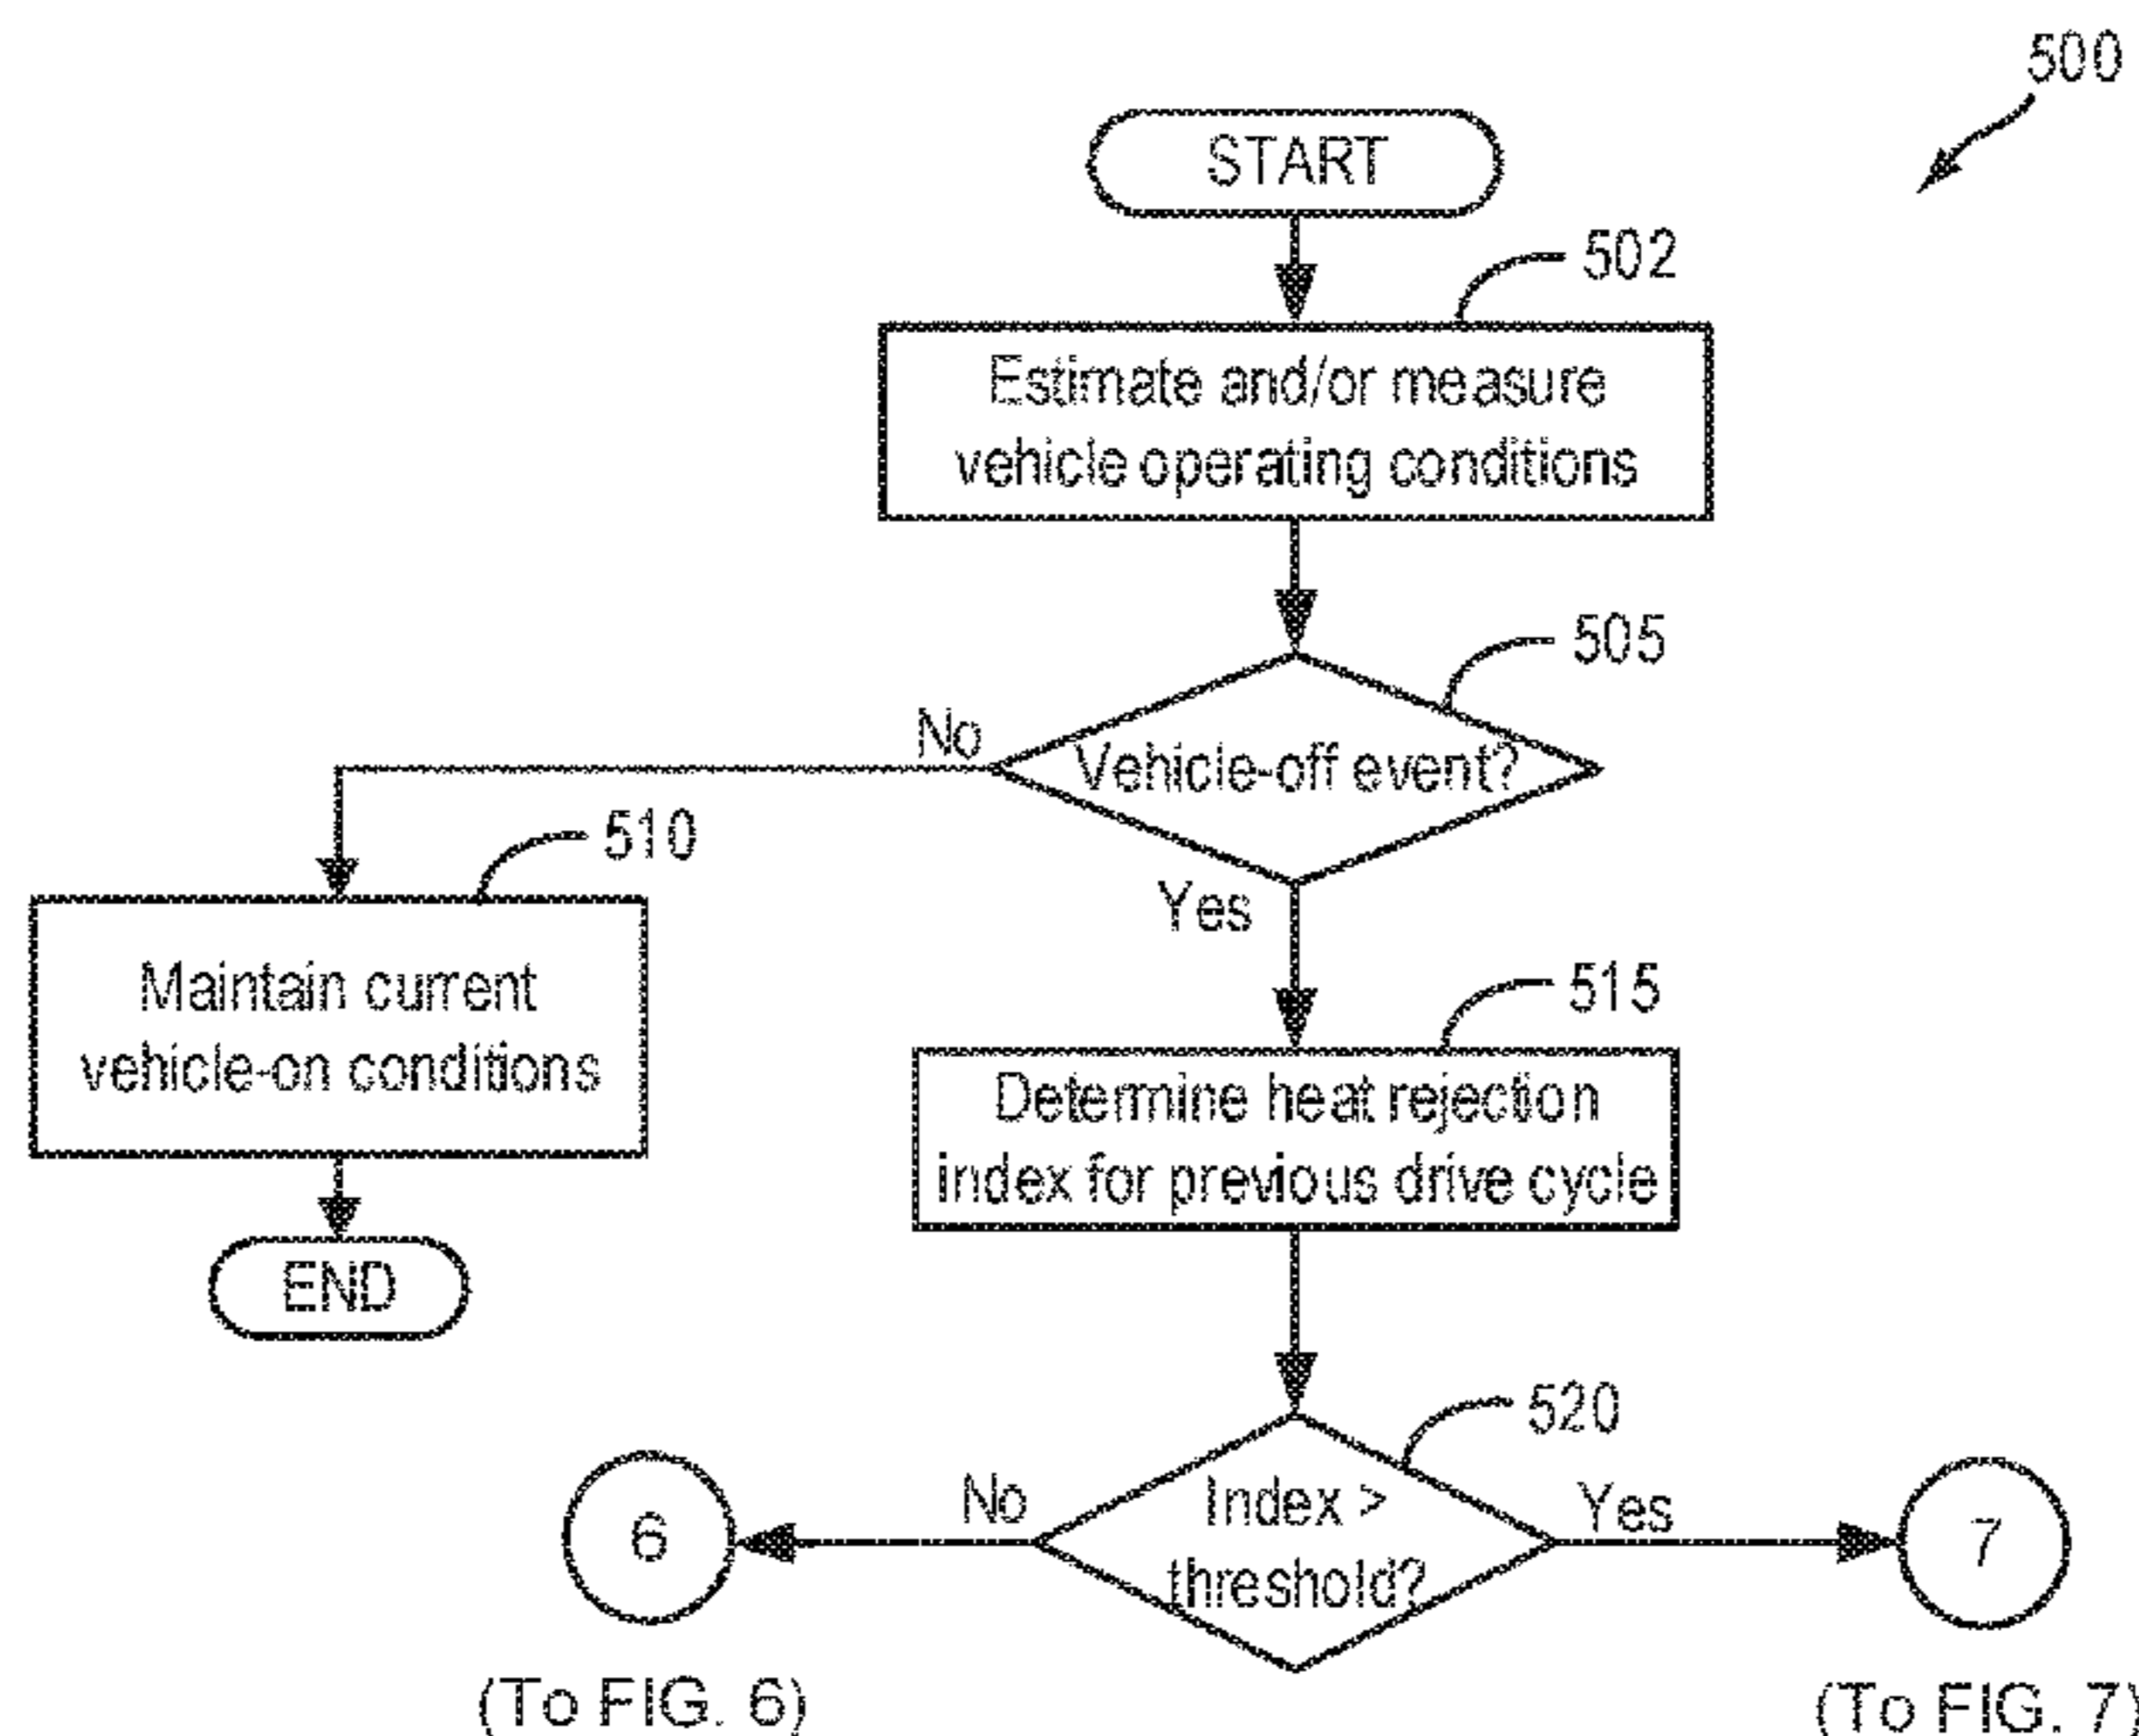 500
START
502
Estimate and/or measure
vehicle operating conditions
505
No
Vehicle-off event?
510
Yes
Maintain current
vehicle-on conditions
515
Determine heat rejection
index for previous drive cycle
END
520
6
No
Index >
threshold?
Yes
7
(To FIG. 6)
(To FIG. 7)